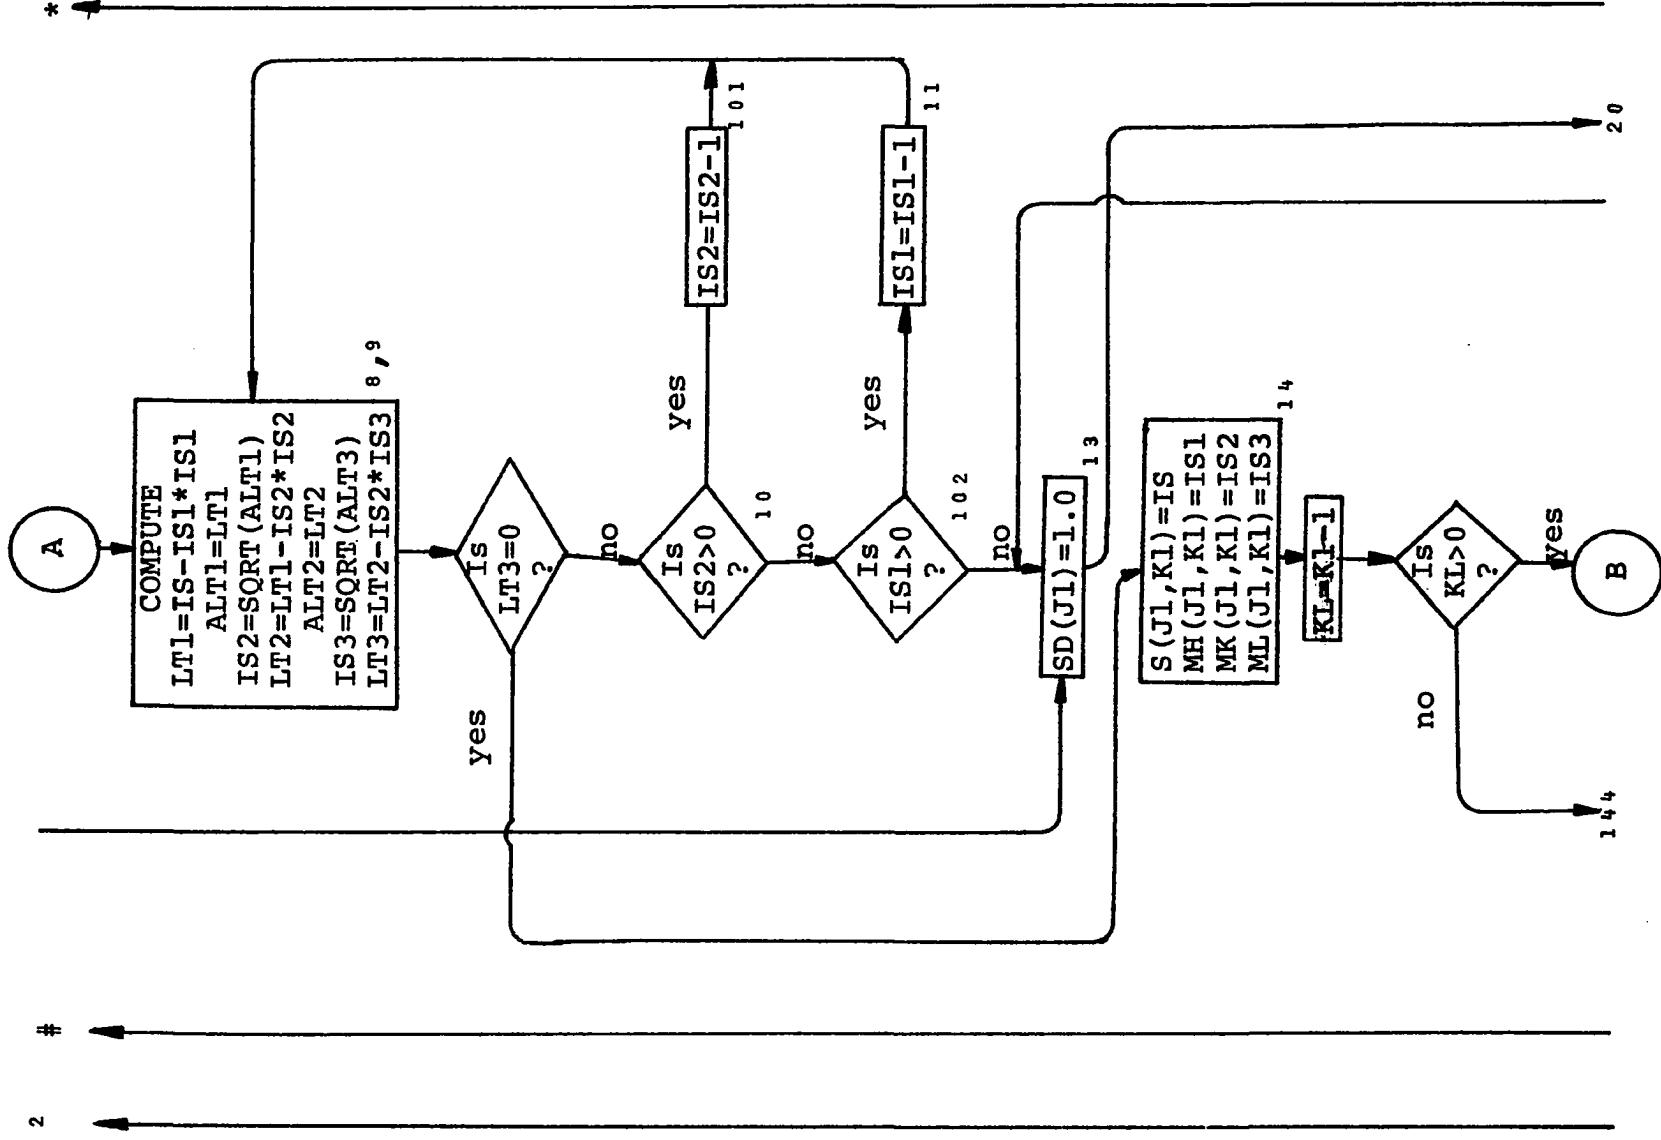 *
A
COMPUTE
LT1=IS-IS1*IS1
ALT1=LT1
IS2=SQRT(ALT1)
LT2=LT1-IS2*IS2
ALT2=LT2
IS3=SQRT(ALT3)
LT3=LT2-IS2*IS3
8,9
Is
LT3=0
?
yes
no
Is
IS2>0
?
10
yes
IS2=IS2-1
101
no
Is
IS1>0
?
102
yes
IS1=IS1-1
11
no
SD(J1)=1.0
13
20
S(J1,K1)=IS
MH(J1,K1)=IS1
MK(J1,K1)=IS2
ML(J1,K1)=IS3
14
KL=K1-1
Is
KL>0
?
no
144
yes
B
#
2